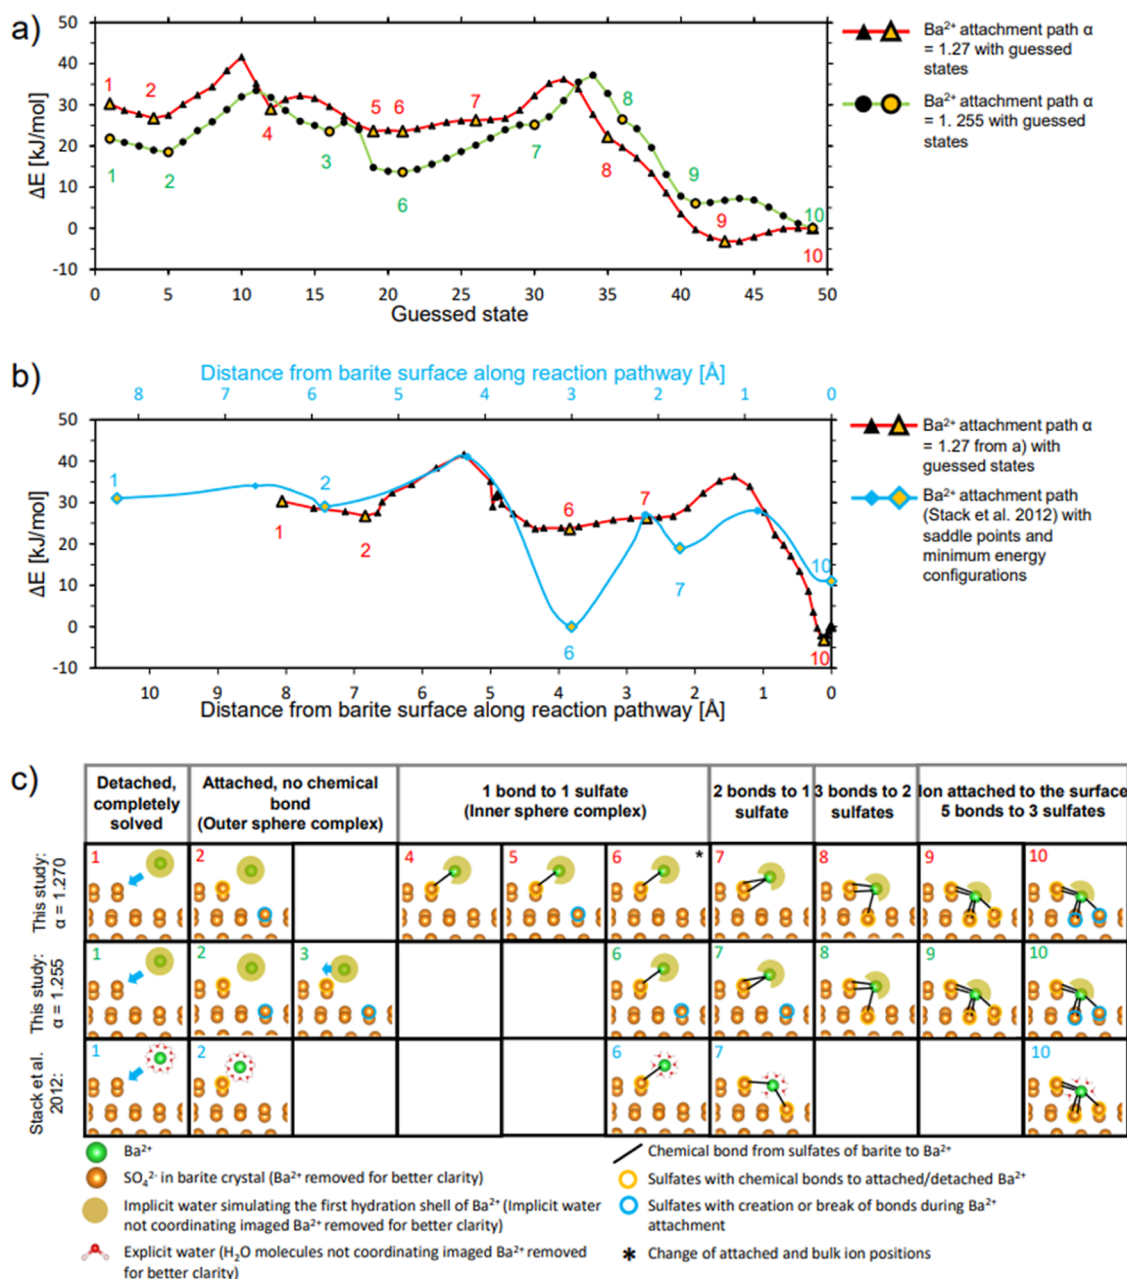 a)
50
40
30
20
10
0
-10
ΔE [kJ/mol]
0 5 10 15 20 25 30 35 40 45 50
Guessed state
1 2 4 5 6 7 8 9 10
1 2 3 6 7 8 9 10
Ba²⁺ attachment path α
= 1.27 with guessed
states
Ba²⁺ attachment path α
= 1. 255 with guessed
states
b)
Distance from barite surface along reaction pathway [Å]
8 7 6 5 4 3 2 1 0
50
40
30
20
10
0
-10
ΔE [kJ/mol]
1 2 6 7 10
1 2 6 7 10
10 9 8 7 6 5 4 3 2 1 0
Distance from barite surface along reaction pathway [Å]
Ba²⁺ attachment path α
= 1.27 from a) with
guessed states
Ba²⁺ attachment path
(Stack et al. 2012) with
saddle points and
minimum energy
configurations
c)
Detached,
completely
solved
Attached, no chemical
bond
(Outer sphere complex)
1 bond to 1 sulfate
(Inner sphere complex)
2 bonds to 1
sulfate
3 bonds to 2
sulfates
Ion attached to the surface
5 bonds to 3 sulfates
This study:
α = 1.270
1 2 4 5 6 * 7 8 9 10
This study:
α = 1.255
1 2 3 6 7 8 9 10
Stack et al.
2012:
1 2 6 7 10
Ba²⁺
SO₄²⁻ in barite crystal (Ba²⁺ removed for better clarity)
Implicit water simulating the first hydration shell of Ba²⁺ (Implicit water
not coordinating imaged Ba²⁺ removed for better clarity)
Explicit water (H₂O molecules not coordinating imaged Ba²⁺ removed
for better clarity)
Chemical bond from sulfates of barite to Ba²⁺
Sulfates with chemical bonds to attached/detached Ba²⁺
Sulfates with creation or break of bonds during Ba²⁺
attachment
* Change of attached and bulk ion positions